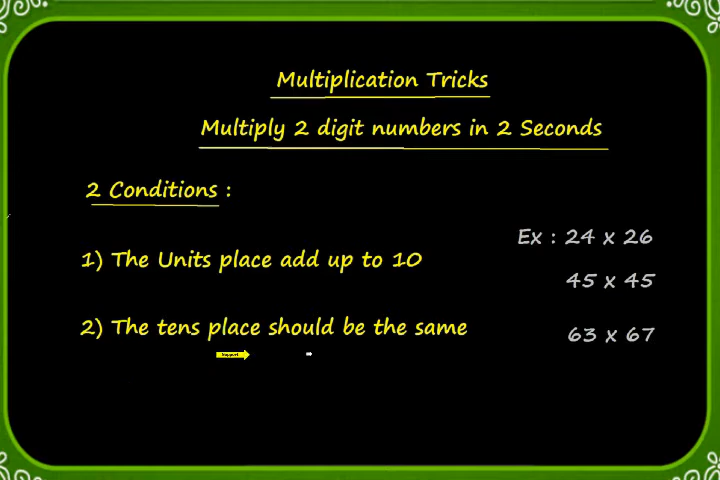 Multiplication Tricks
Multiply 2 digit numbers in 2 Seconds
2 Conditions :
Ex : 24 x 26
1) The Units place add up to 10
45 x 45
2) The tens place should be the same
63 x 67